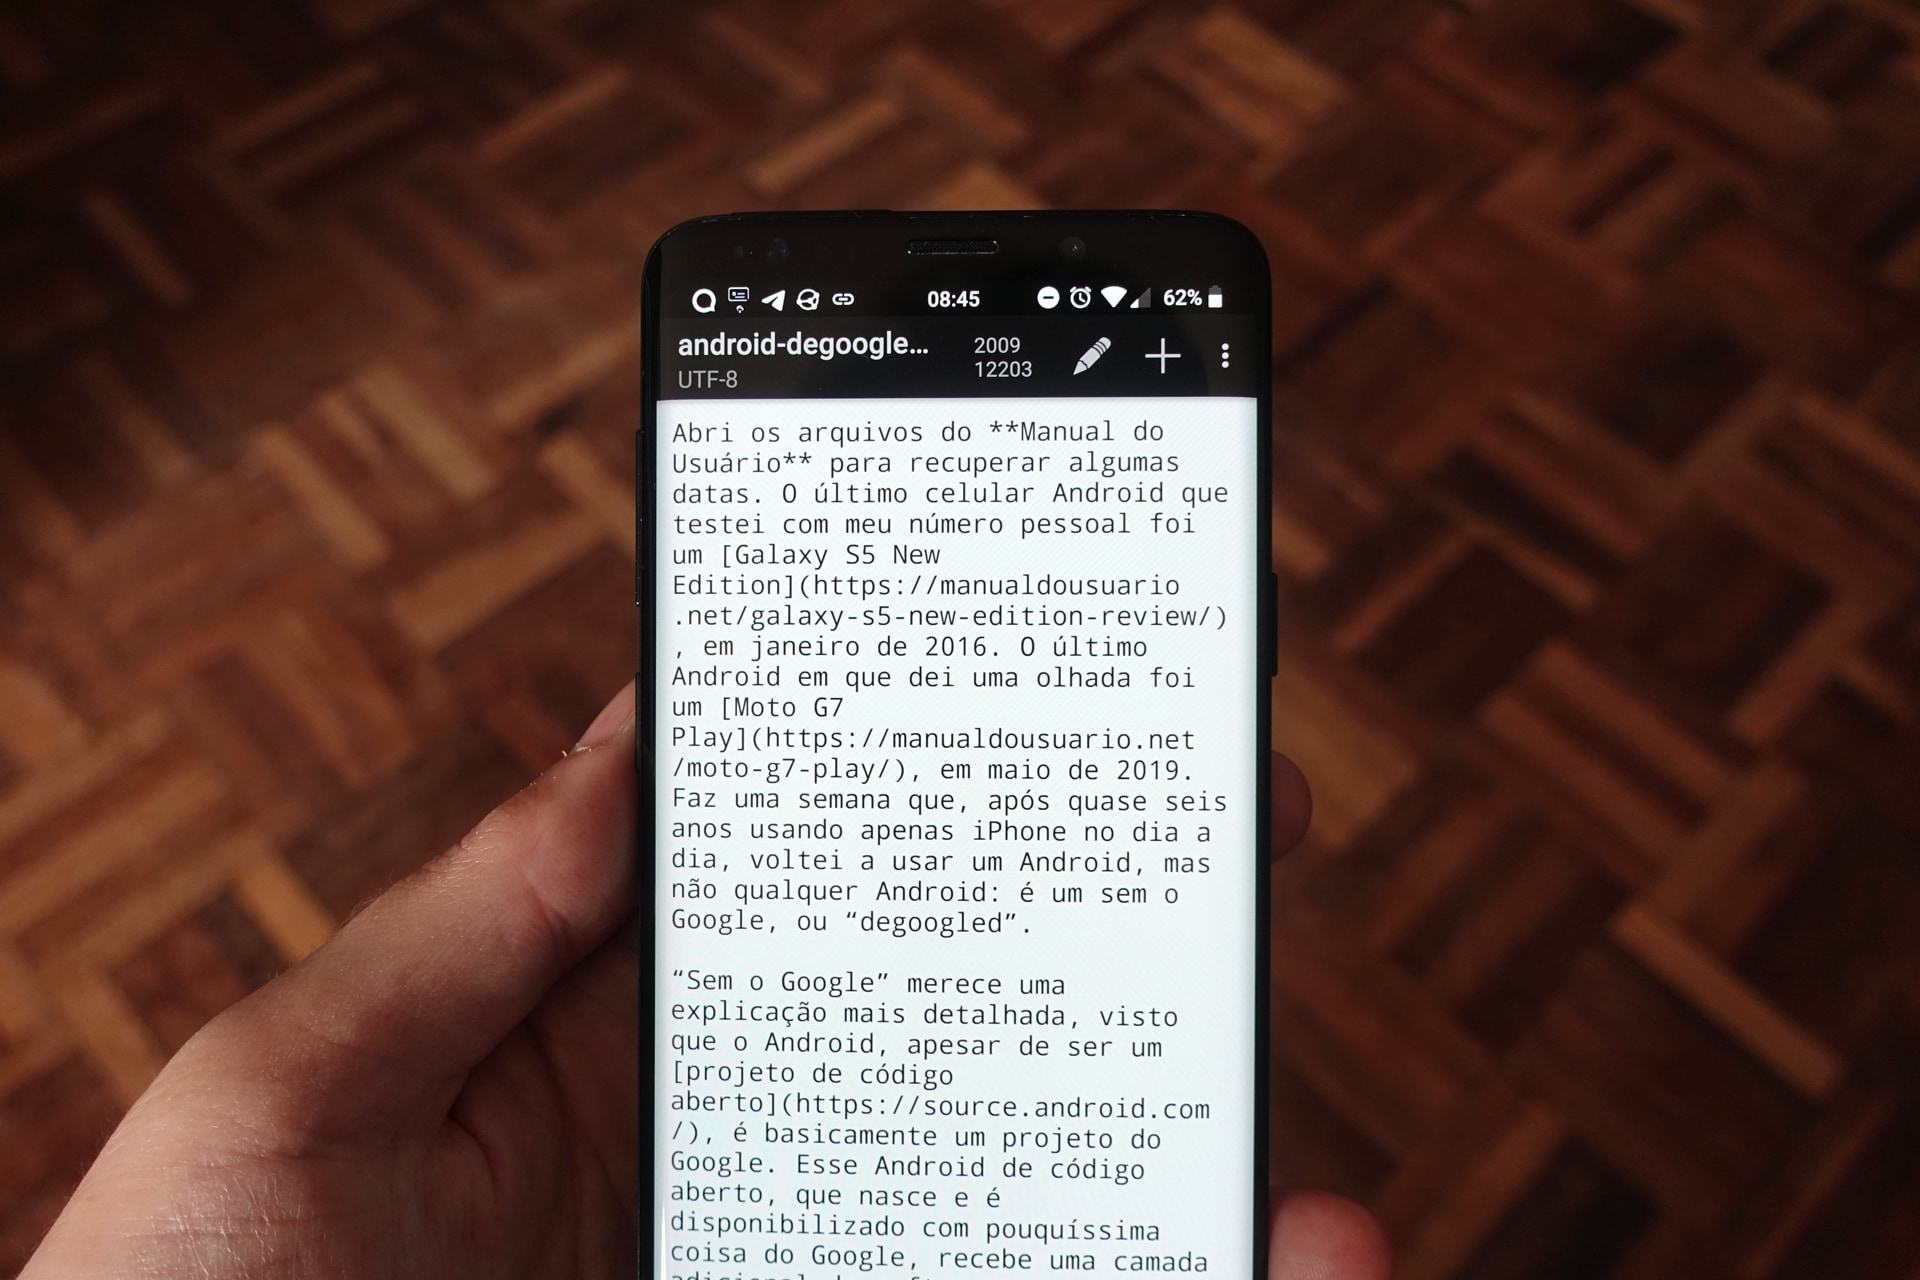 08:45
62%
android-degoogle…
UTF-8
2009
12203
Abri os arquivos do **Manual do
Usuário** para recuperar algumas
datas. O último celular Android que
testei com meu número pessoal foi
um [Galaxy S5 New
Edition](https://manualdousuario
.net/galaxy-s5-new-edition-review/)
, em janeiro de 2016. O último
Android em que dei uma olhada foi
um [Moto G7
Play](https://manualdousuario.net
/moto-g7-play/), em maio de 2019.
Faz uma semana que, após quase seis
anos usando apenas iPhone no dia a
dia, voltei a usar um Android, mas
não qualquer Android: é um sem o
Google, ou “degoogled”.
“Sem o Google” merece uma
explicação mais detalhada, visto
que o Android, apesar de ser um
[projeto de código
aberto](https://source.android.com
/), é basicamente um projeto do
Google. Esse Android de código
aberto, que nasce e é
disponibilizado com pouquíssima
coisa do Google, recebe uma camada